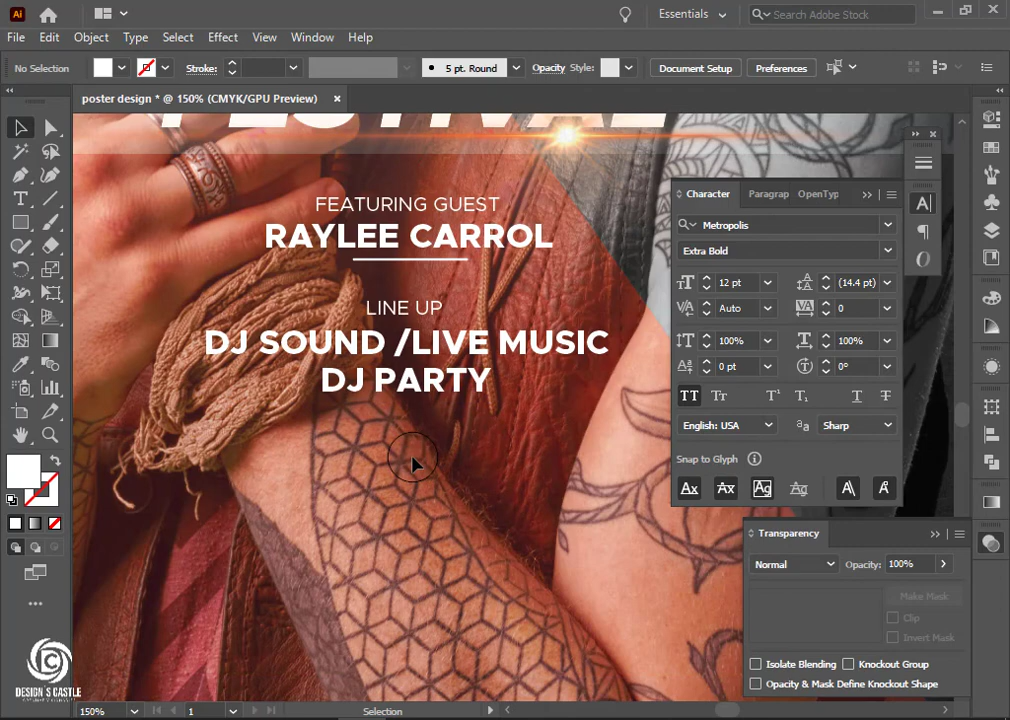 Ai
Essentials
Search Adobe Stock
File Edit Object Type Select Effect View Window Help
No Selection
Stroke:
5 pt. Round
Opacity Style:
Document Setup
Preferences
poster design * @ 150% (CMYK/GPU Preview)
FESTIVAL
FEATURING GUEST
RAYLEE CARROL
LINE UP
DJ SOUND /LIVE MUSIC
DJ PARTY
Character Paragrap OpenTyp
Metropolis
Extra Bold
12 pt
(14.4 pt)
Auto
0
100%
100%
0 pt
0°
English: USA
Sharp
Snap to Glyph
Transparency
Normal
Opacity: 100%
Make Mask
Clip
Invert Mask
Isolate Blending
Knockout Group
Opacity & Mask Define Knockout Shape
DESIGN'S CASTLE
150%
1
Selection